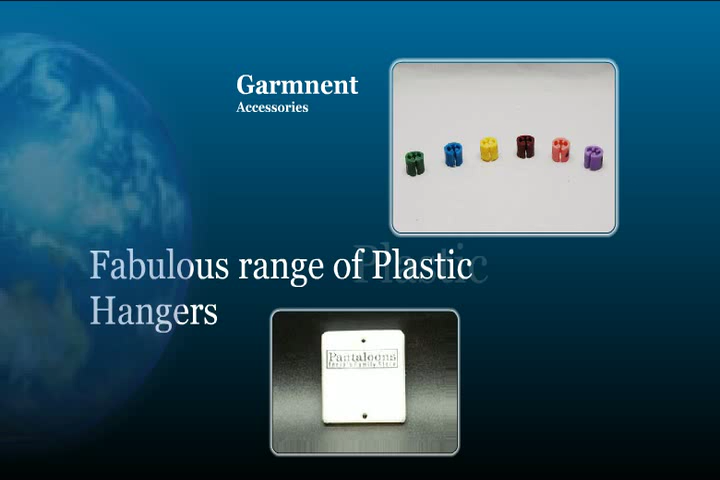 Garmnent
Accessories
Fabulous range of Plastic
Hangers
Pantaloons